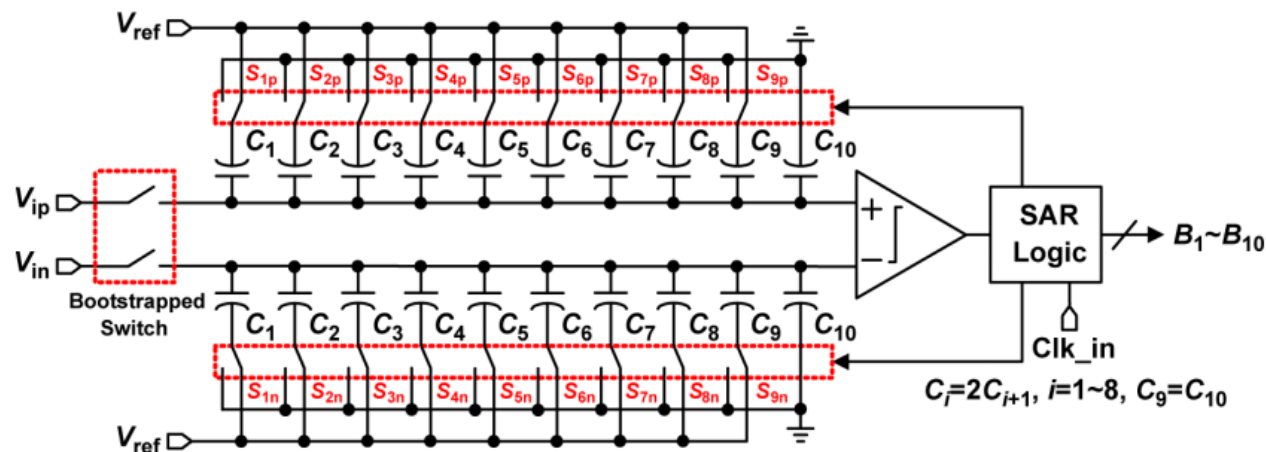 Vref
S1p S2p S3p S4p S5p S6p S7p S8p S9p
C1 C2 C3 C4 C5 C6 C7 C8 C9 C10
Vip
+
SAR
Logic
B1~B10
Vin
−
Bootstrapped
Switch
C1 C2 C3 C4 C5 C6 C7 C8 C9 C10
Clk_in
S1n S2n S3n S4n S5n S6n S7n S8n S9n
Ci=2Ci+1, i=1~8, C9=C10
Vref